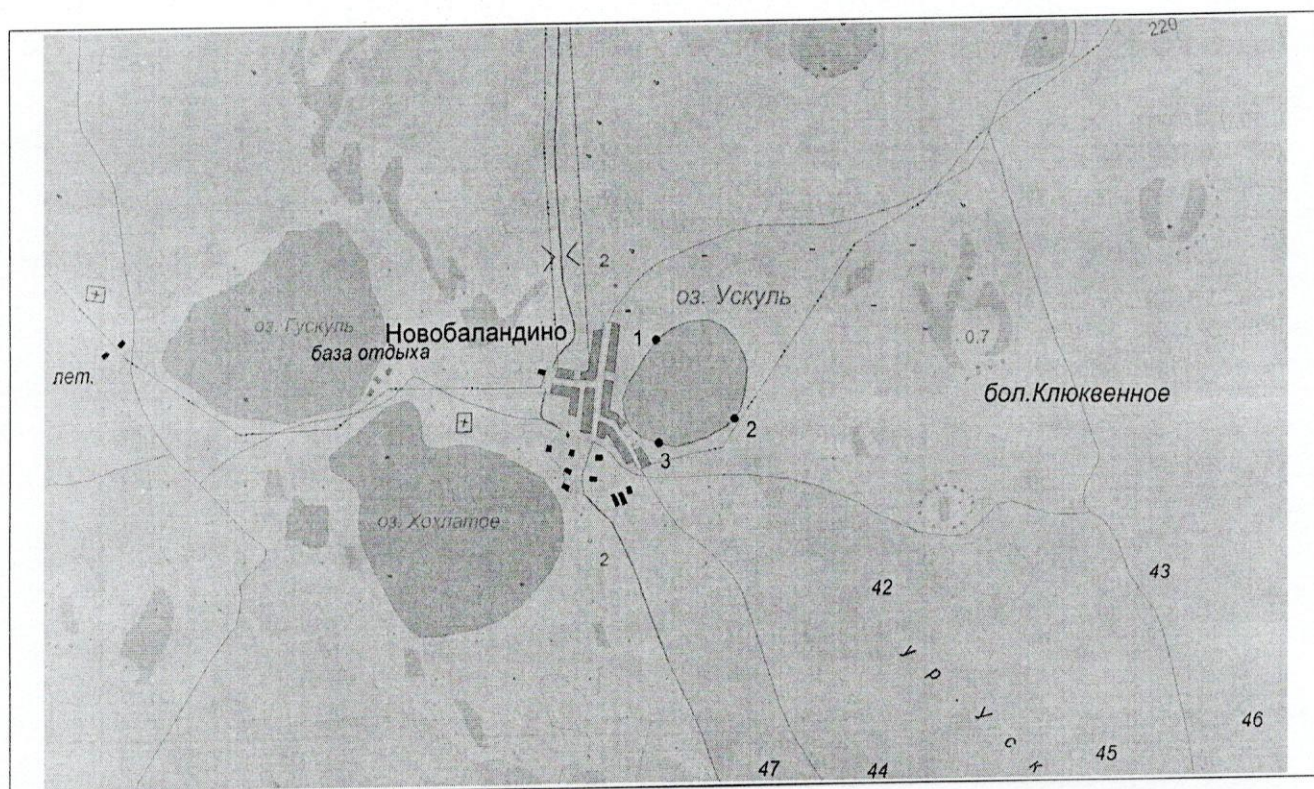 220
2
оз. Ускуль
оз. Гускуль
Новобаландино
1
база отдыха
0.7
лет.
бол.Клюквенное
2
3
оз. Хохлатое
2
43
42
У Р У С К
46
45
47
44